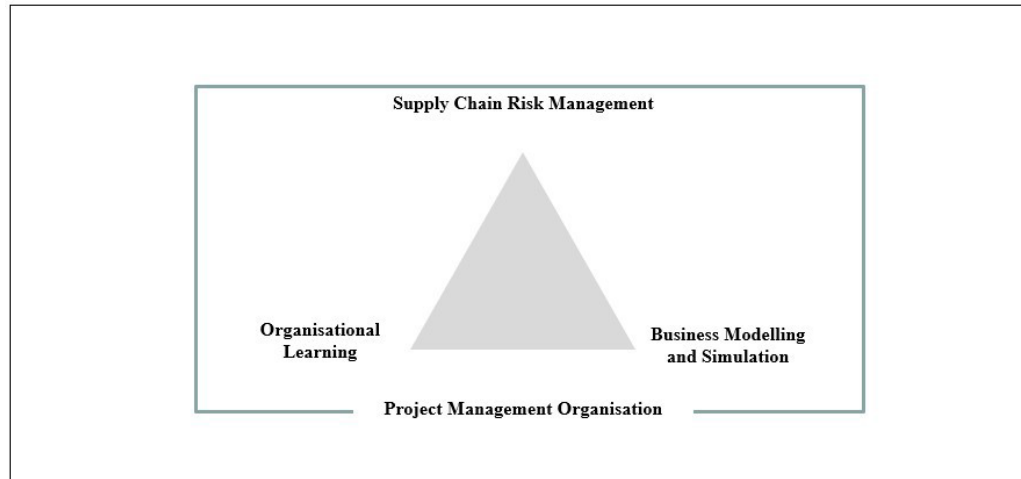 Supply Chain Risk Management
Organisational
Learning
Business Modelling
and Simulation
Project Management Organisation